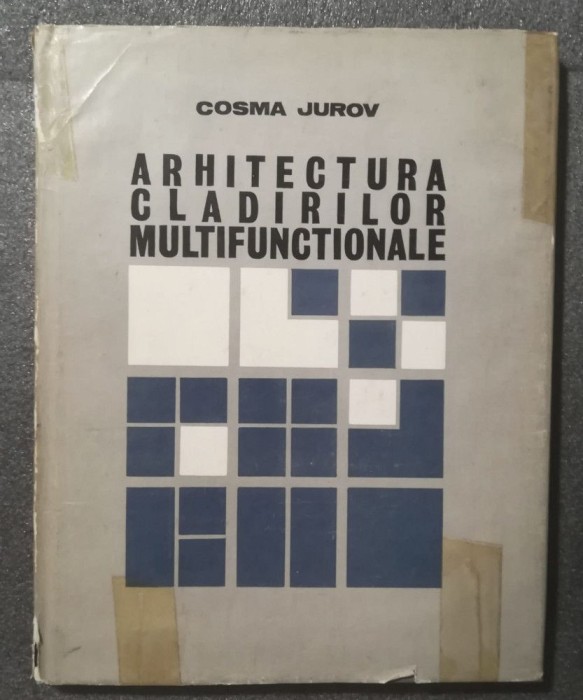 COSMA JUROV
ARHITECTURA
CLADIRILOR
MULTIFUNCTIONALE